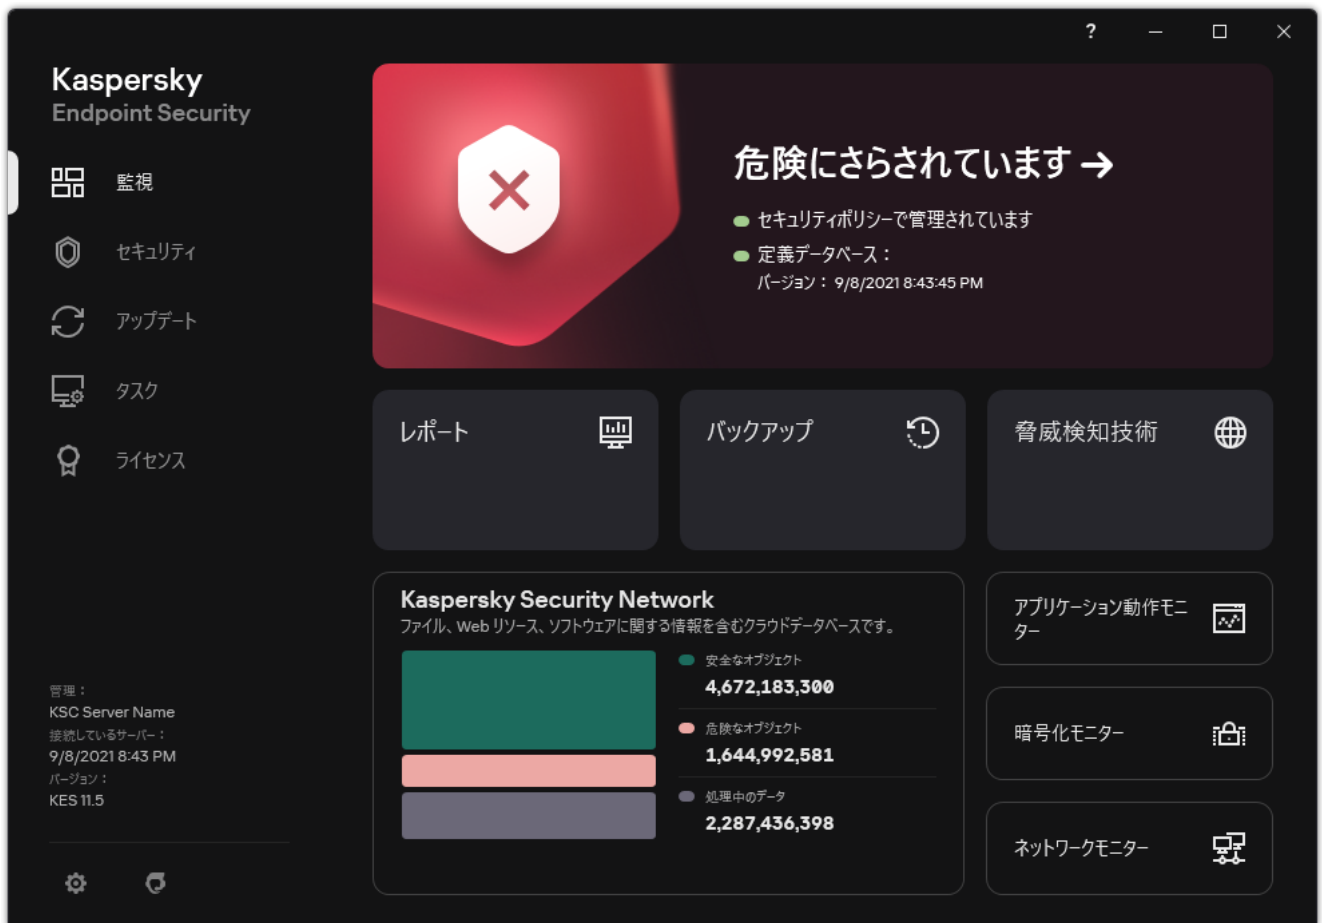 ?
Kaspersky
Endpoint Security
監視
セキュリティ
アップデート
タスク
ライセンス
管理：
KSC Server Name
接続しているサーバー：
9/8/2021 8:43 PM
バージョン：
KES 11.5
危険にさらされています
セキュリティポリシーで管理されています
定義データベース：
バージョン： 9/8/2021 8:43:45 PM
レポート
バックアップ
脅威検知技術
Kaspersky Security Network
ファイル、Web リソース、ソフトウェアに関する情報を含むクラウドデータベースです。
安全なオブジェクト
4,672,183,300
危険なオブジェクト
1,644,992,581
処理中のデータ
2,287,436,398
アプリケーション動作モニ
ター
暗号化モニター
ネットワークモニター